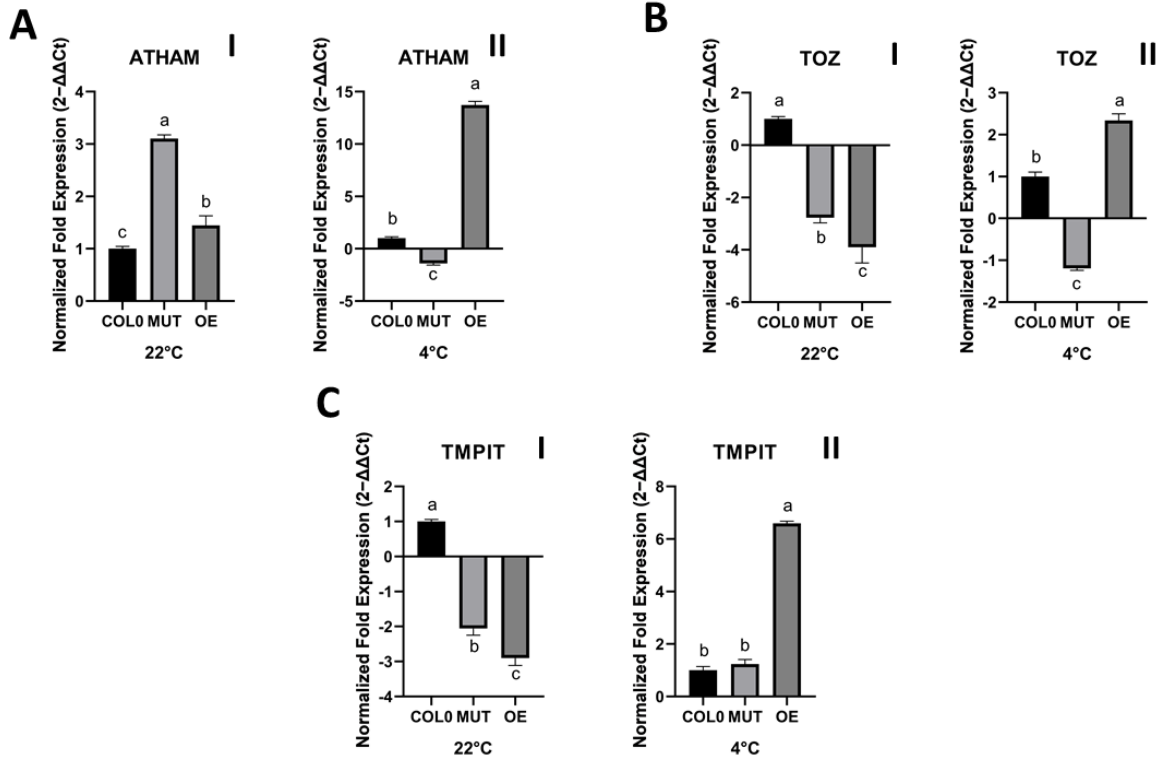 A
ATHAM I
Normalized Fold Expression (2−ΔΔCt)
4
3
2
1
0
c
a
b
COL0 MUT OE
22°C
ATHAM II
Normalized Fold Expression (2−ΔΔCt)
15
10
5
0
-5
b
c
a
COL0 MUT OE
4°C
B
TOZ I
Normalized Fold Expression (2−ΔΔCt)
2
0
-2
-4
-6
a
b
c
COL0 MUT OE
22°C
TOZ II
Normalized Fold Expression (2−ΔΔCt)
3
2
1
0
-1
-2
b
c
a
COL0 MUT OE
4°C
C
TMPIT I
Normalized Fold Expression (2−ΔΔCt)
2
1
0
-1
-2
-3
-4
a
b
c
COL0 MUT OE
22°C
TMPIT II
Normalized Fold Expression (2−ΔΔCt)
8
6
4
2
0
b
b
a
COL0 MUT OE
4°C